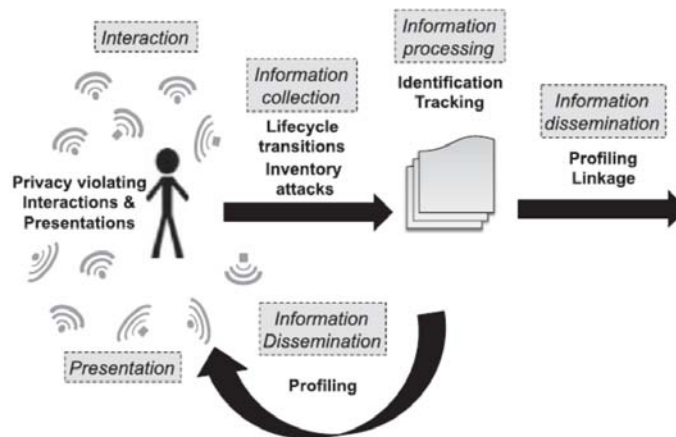 Interaction
Information
processing
Information
collection
Identification
Tracking
Information
dissemination
Lifecycle
transitions
Inventory
attacks
Profiling
Linkage
Privacy violating
Interactions &
Presentations
Information
Dissemination
Presentation
Profiling